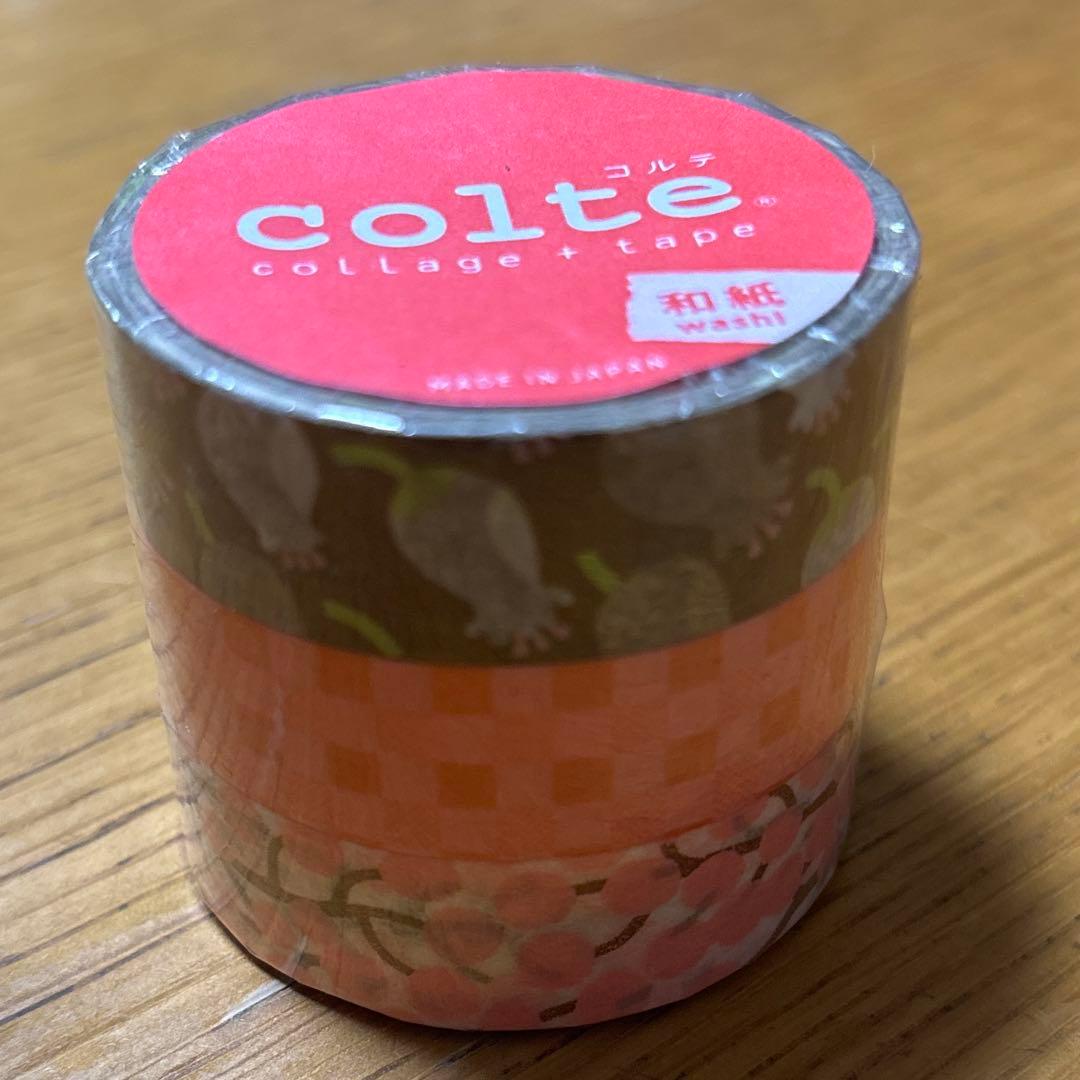 コルテ
colte®
collage + tape
和紙
washi
MADE IN JAPAN